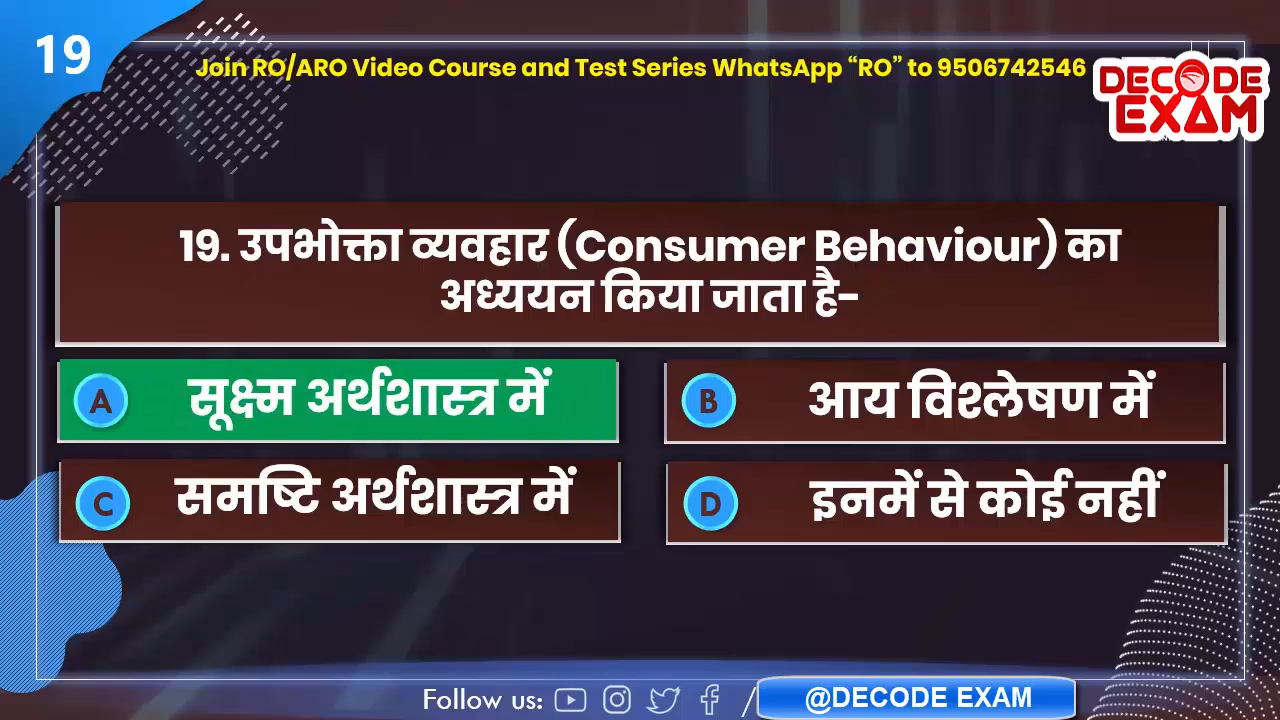 19
Join RO/ARO Video Course and Test Series WhatsApp “RO” to 9506742546
DECODE
EXAM
19. उपभोक्ता व्यवहार (Consumer Behaviour) का
अध्ययन किया जाता है-
A सूक्ष्म अर्थशास्त्र में
B आय विश्लेषण में
C समष्टि अर्थशास्त्र में
D इनमें से कोई नहीं
Follow us: / @DECODE EXAM